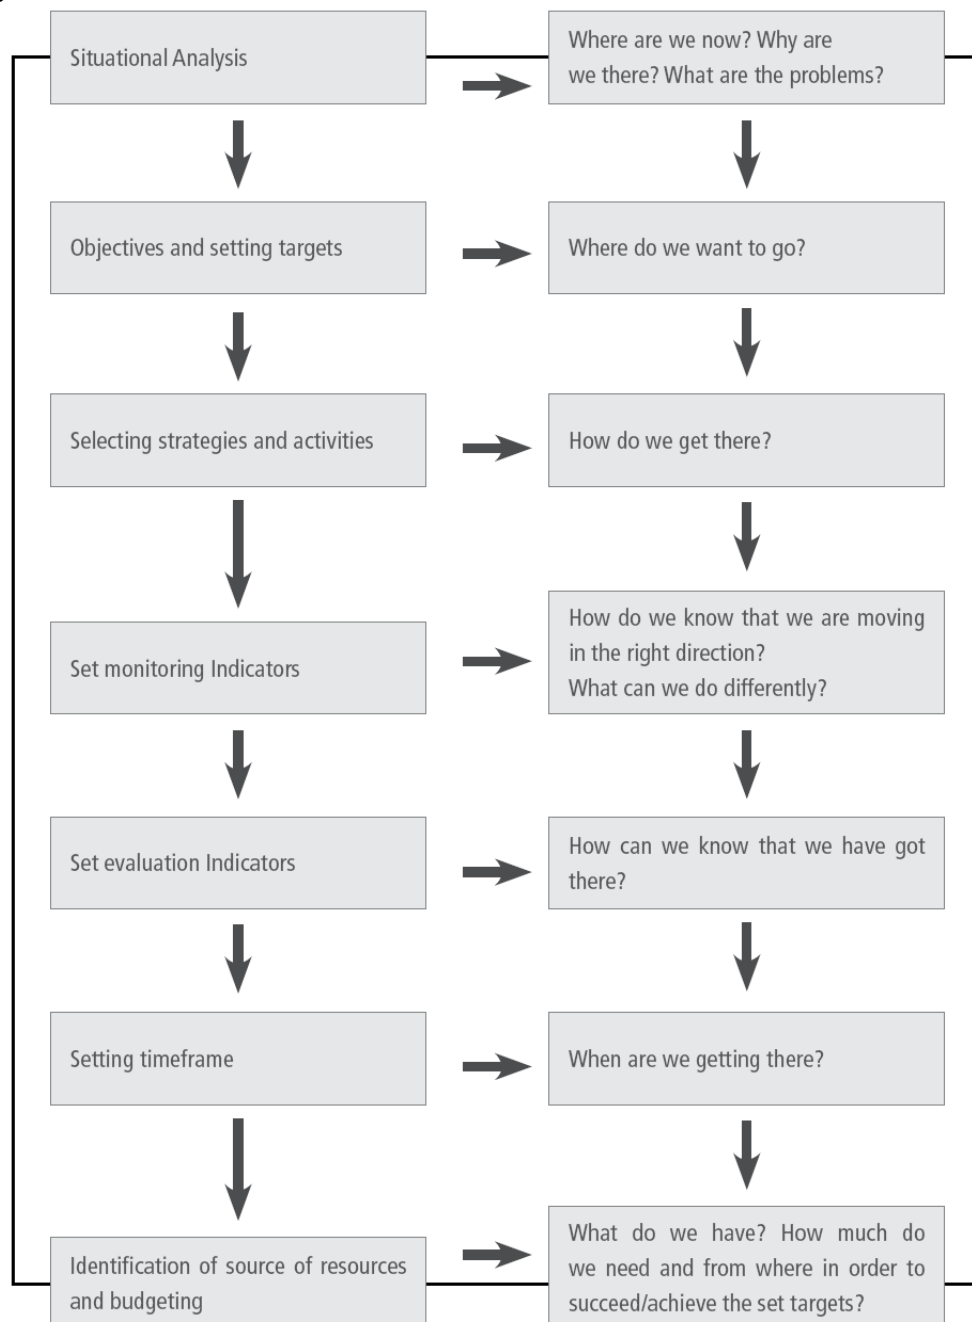 Situational Analysis
Where are we now? Why are
we there? What are the problems?
Objectives and setting targets
Where do we want to go?
Selecting strategies and activities
How do we get there?
Set monitoring Indicators
How do we know that we are moving
in the right direction?
What can we do differently?
Set evaluation Indicators
How can we know that we have got
there?
Setting timeframe
When are we getting there?
Identification of source of resources
and budgeting
What do we have? How much do
we need and from where in order to
succeed/achieve the set targets?